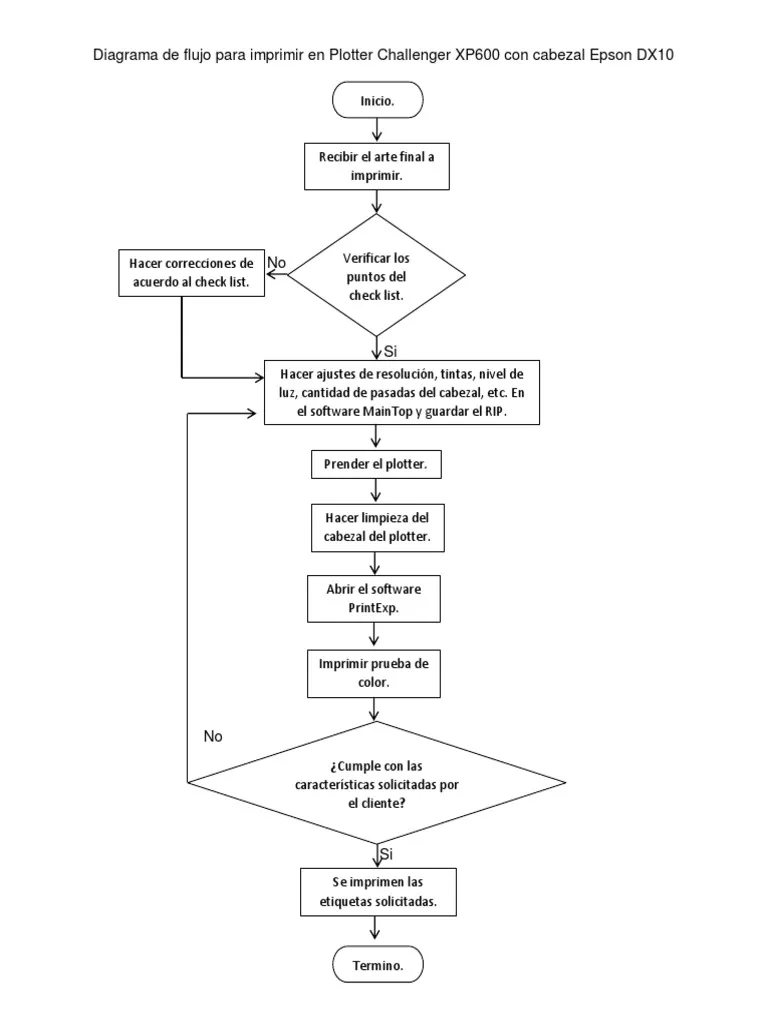 Diagrama de flujo para imprimir en Plotter Challenger XP600 con cabezal Epson DX10
Inicio.
Recibir el arte final a
imprimir.
Verificar los
puntos del
check list.
No
Hacer correcciones de
acuerdo al check list.
Si
Hacer ajustes de resolución, tintas, nivel de
luz, cantidad de pasadas del cabezal, etc. En
el software MainTop y guardar el RIP.
Prender el plotter.
Hacer limpieza del
cabezal del plotter.
Abrir el software
PrintExp.
Imprimir prueba de
color.
No
¿Cumple con las
características solicitadas por
el cliente?
Si
Se imprimen las
etiquetas solicitadas.
Termino.